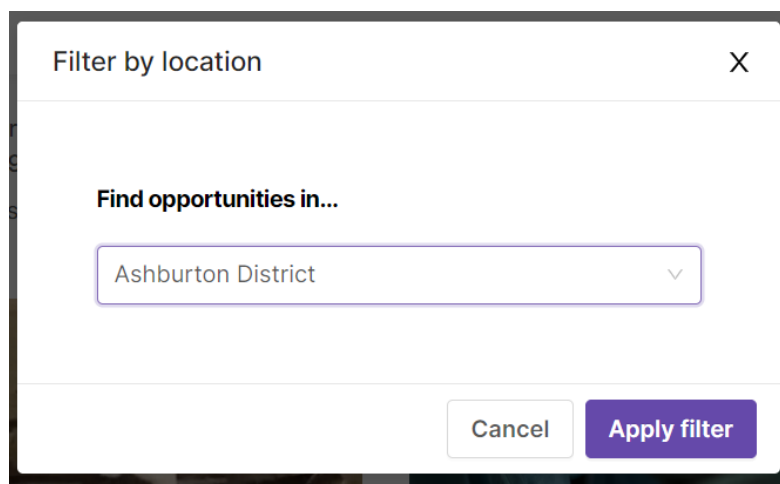 Filter by location
X
Find opportunities in...
Ashburton District
Cancel
Apply filter